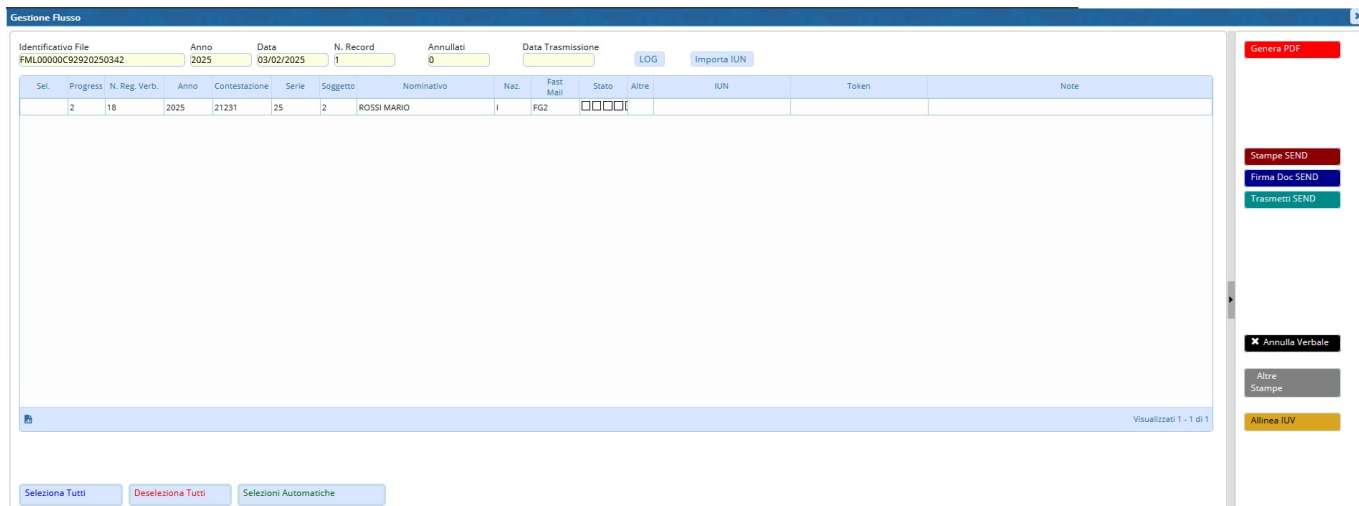 Gestione Flusso
Identificativo File Anno Data N. Record Annullati Data Trasmissione
FML00000C92920250342 2025 03/02/2025 1 0 LOG Importa IUN
Sel. Progress N. Reg. Verb. Anno Contestazione Serie Soggetto Nominativo Naz. Fast Mail Stato Altre IUN Token Note
2 18 2025 21231 25 2 ROSSI MARIO I FG2
Visualizzati 1 - 1 di 1
Seleziona Tutti Deseleziona Tutti Selezioni Automatiche
Genera PDF
Stampe SEND
Firma Doc SEND
Trasmetti SEND
Annulla Verbale
Altre
Stampe
Allinea IUV